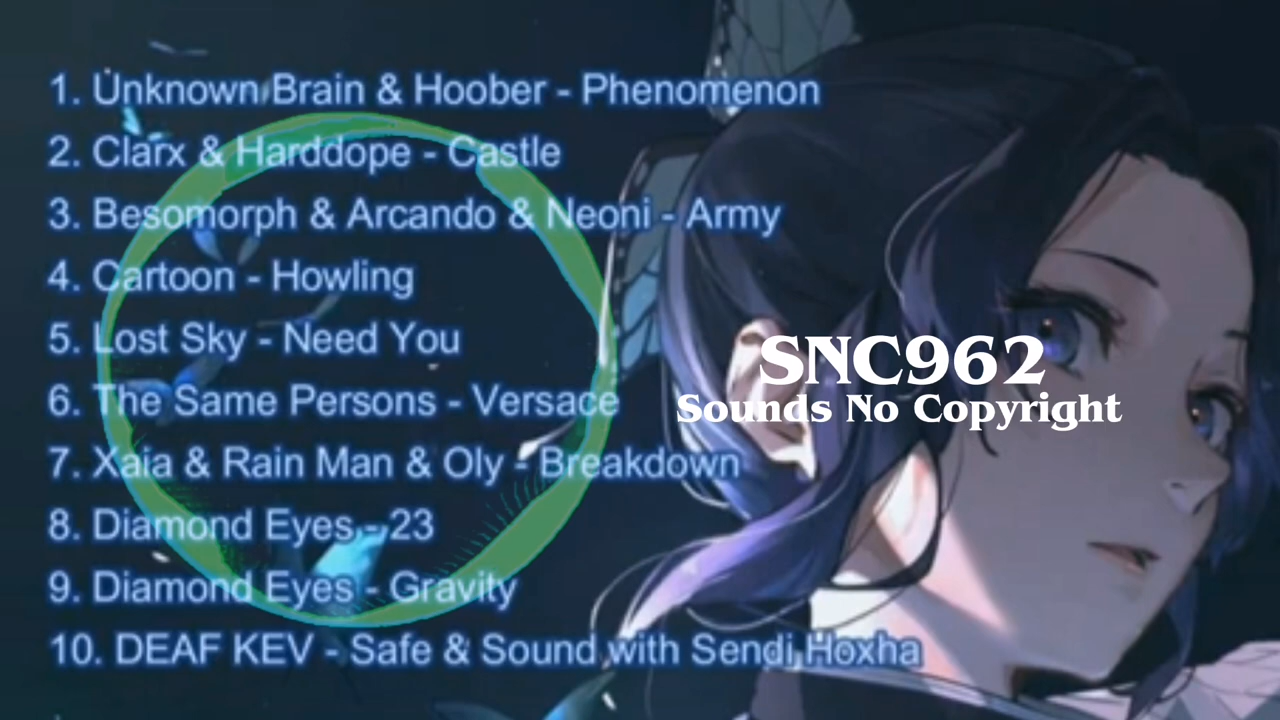 1. Unknown Brain & Hoober - Phenomenon
2. Clarx & Harddope - Castle
3. Besomorph & Arcando & Neoni - Army
4. Cartoon - Howling
5. Lost Sky - Need You
6. The Same Persons - Versace
7. Xaia & Rain Man & Oly - Breakdown
8. Diamond Eyes - 23
9. Diamond Eyes - Gravity
10. DEAF KEV - Safe & Sound with Sendi Hoxha
SNC962
Sounds No Copyright